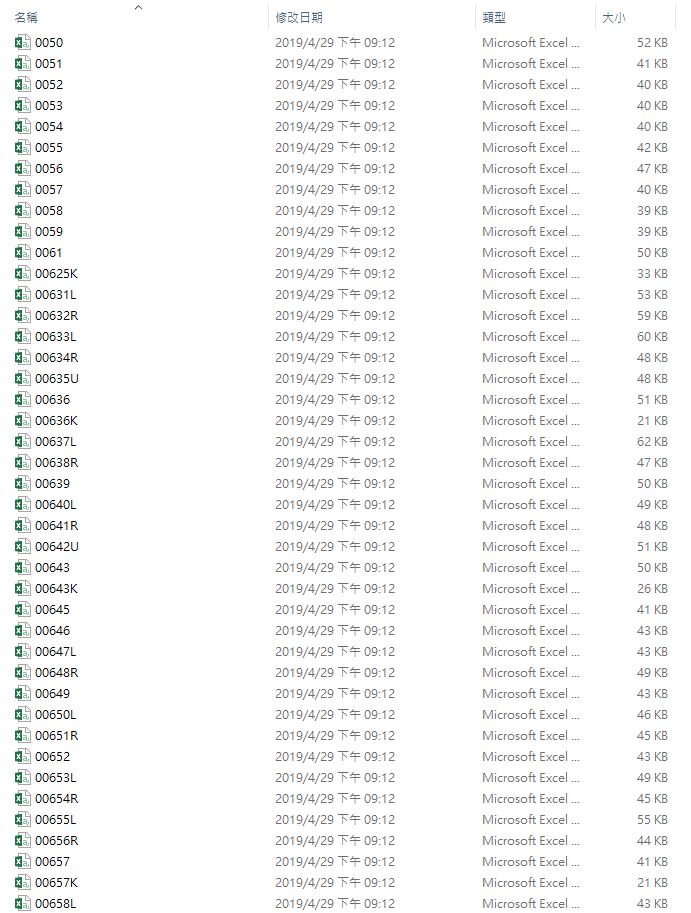 名稱 修改日期 類型 大小
0050 2019/4/29 下午 09:12 Microsoft Excel ... 52 KB
0051 2019/4/29 下午 09:12 Microsoft Excel ... 41 KB
0052 2019/4/29 下午 09:12 Microsoft Excel ... 40 KB
0053 2019/4/29 下午 09:12 Microsoft Excel ... 40 KB
0054 2019/4/29 下午 09:12 Microsoft Excel ... 40 KB
0055 2019/4/29 下午 09:12 Microsoft Excel ... 42 KB
0056 2019/4/29 下午 09:12 Microsoft Excel ... 47 KB
0057 2019/4/29 下午 09:12 Microsoft Excel ... 40 KB
0058 2019/4/29 下午 09:12 Microsoft Excel ... 39 KB
0059 2019/4/29 下午 09:12 Microsoft Excel ... 39 KB
0061 2019/4/29 下午 09:12 Microsoft Excel ... 50 KB
00625K 2019/4/29 下午 09:12 Microsoft Excel ... 33 KB
00631L 2019/4/29 下午 09:12 Microsoft Excel ... 53 KB
00632R 2019/4/29 下午 09:12 Microsoft Excel ... 59 KB
00633L 2019/4/29 下午 09:12 Microsoft Excel ... 60 KB
00634R 2019/4/29 下午 09:12 Microsoft Excel ... 48 KB
00635U 2019/4/29 下午 09:12 Microsoft Excel ... 48 KB
00636 2019/4/29 下午 09:12 Microsoft Excel ... 51 KB
00636K 2019/4/29 下午 09:12 Microsoft Excel ... 21 KB
00637L 2019/4/29 下午 09:12 Microsoft Excel ... 62 KB
00638R 2019/4/29 下午 09:12 Microsoft Excel ... 47 KB
00639 2019/4/29 下午 09:12 Microsoft Excel ... 50 KB
00640L 2019/4/29 下午 09:12 Microsoft Excel ... 49 KB
00641R 2019/4/29 下午 09:12 Microsoft Excel ... 48 KB
00642U 2019/4/29 下午 09:12 Microsoft Excel ... 51 KB
00643 2019/4/29 下午 09:12 Microsoft Excel ... 50 KB
00643K 2019/4/29 下午 09:12 Microsoft Excel ... 26 KB
00645 2019/4/29 下午 09:12 Microsoft Excel ... 41 KB
00646 2019/4/29 下午 09:12 Microsoft Excel ... 43 KB
00647L 2019/4/29 下午 09:12 Microsoft Excel ... 43 KB
00648R 2019/4/29 下午 09:12 Microsoft Excel ... 49 KB
00649 2019/4/29 下午 09:12 Microsoft Excel ... 43 KB
00650L 2019/4/29 下午 09:12 Microsoft Excel ... 46 KB
00651R 2019/4/29 下午 09:12 Microsoft Excel ... 45 KB
00652 2019/4/29 下午 09:12 Microsoft Excel ... 43 KB
00653L 2019/4/29 下午 09:12 Microsoft Excel ... 49 KB
00654R 2019/4/29 下午 09:12 Microsoft Excel ... 45 KB
00655L 2019/4/29 下午 09:12 Microsoft Excel ... 55 KB
00656R 2019/4/29 下午 09:12 Microsoft Excel ... 44 KB
00657 2019/4/29 下午 09:12 Microsoft Excel ... 41 KB
00657K 2019/4/29 下午 09:12 Microsoft Excel ... 21 KB
00658L 2019/4/29 下午 09:12 Microsoft Excel ... 43 KB